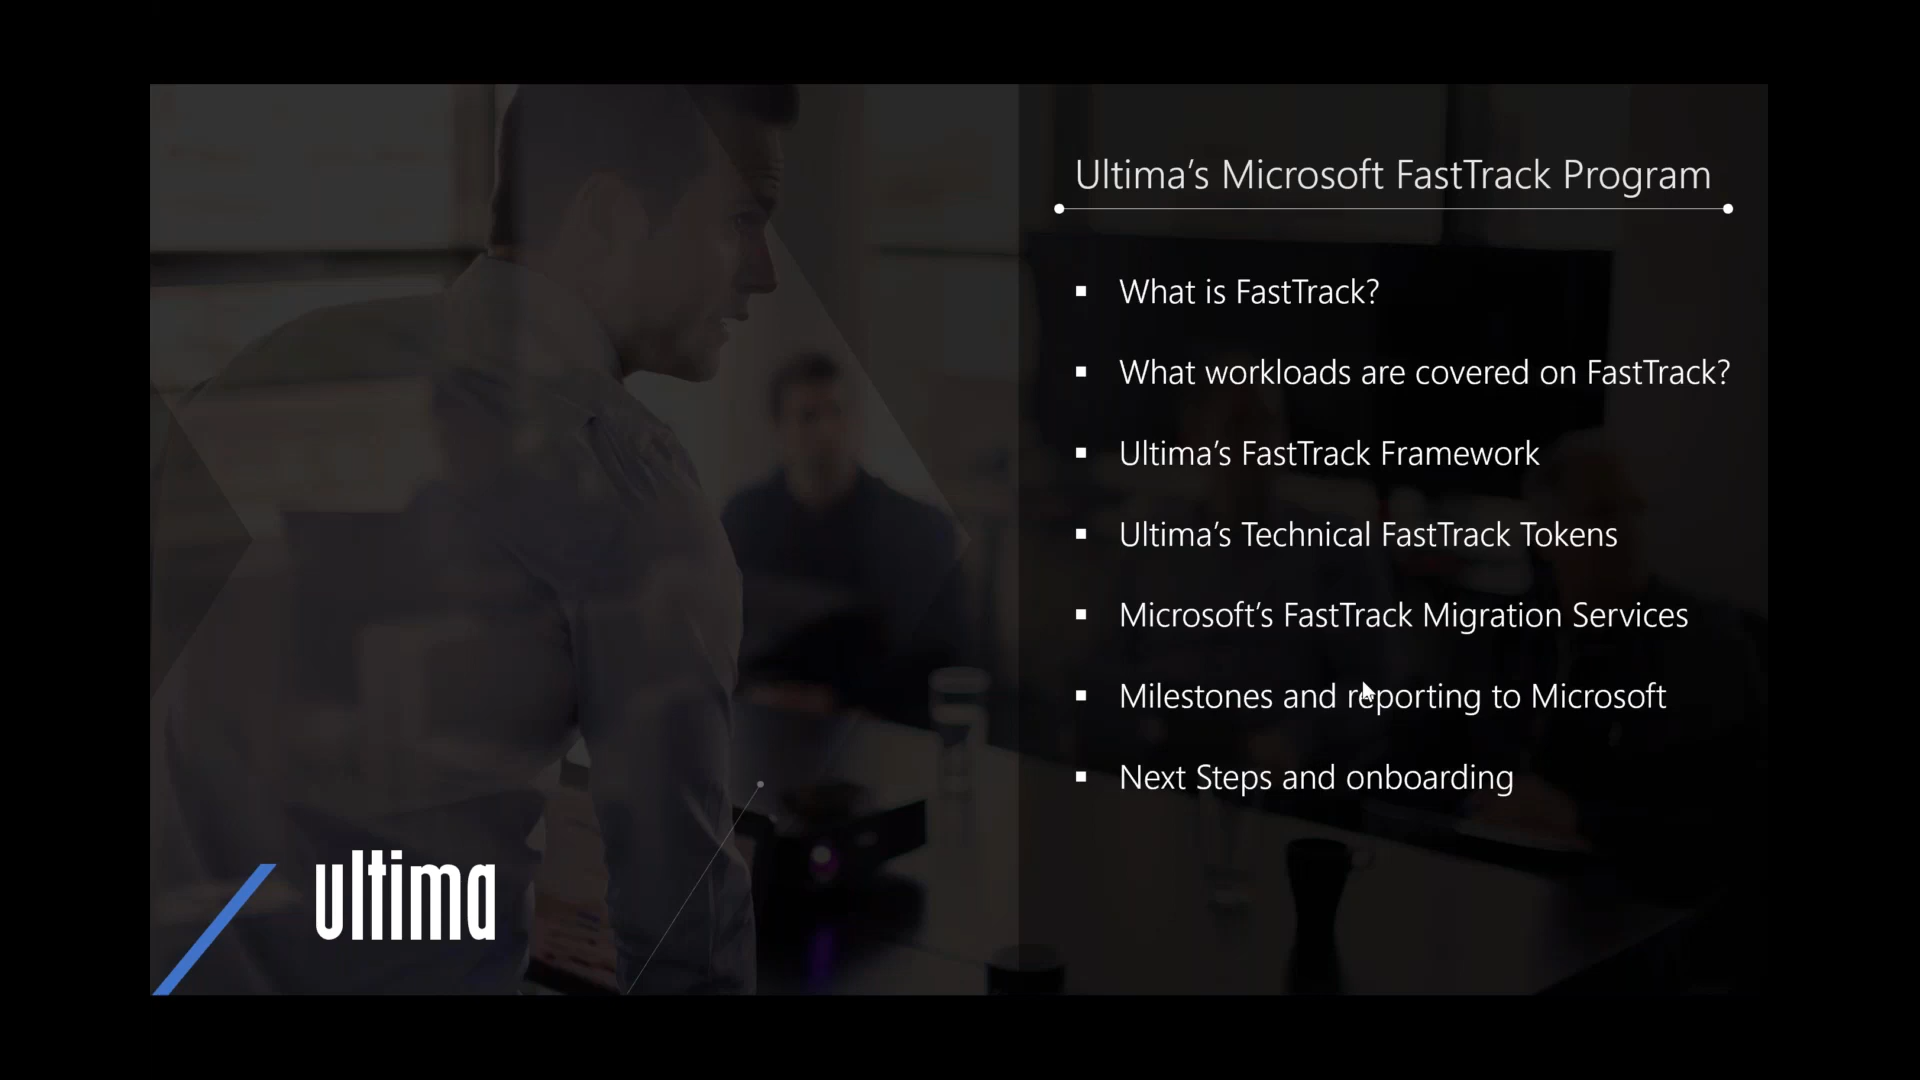 Ultima’s Microsoft FastTrack Program
▪ What is FastTrack?
▪ What workloads are covered on FastTrack?
▪ Ultima’s FastTrack Framework
▪ Ultima’s Technical FastTrack Tokens
▪ Microsoft’s FastTrack Migration Services
▪ Milestones and reporting to Microsoft
▪ Next Steps and onboarding
ultima